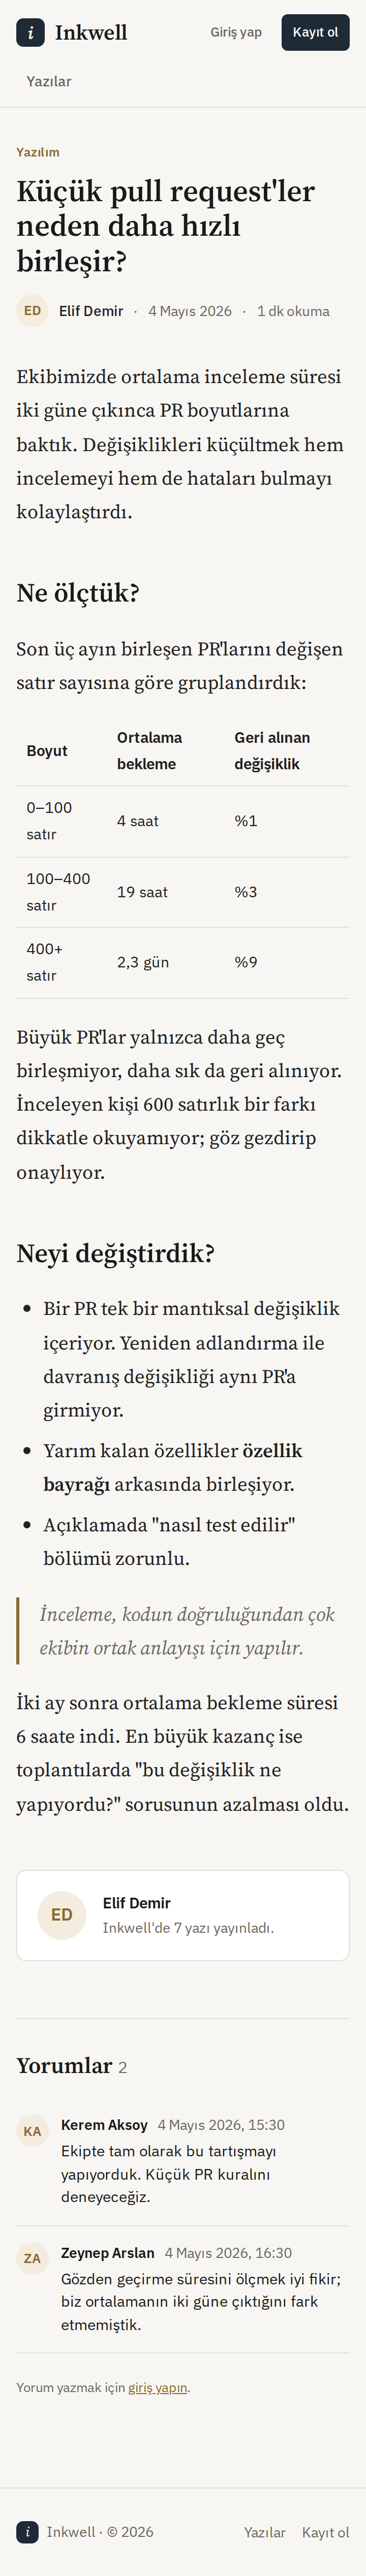 i Inkwell Giriş yap Kayıt ol
Yazılar
Yazılım
Küçük pull request'ler
neden daha hızlı
birleşir?
ED Elif Demir · 4 Mayıs 2026 · 1 dk okuma
Ekibimizde ortalama inceleme süresi
iki güne çıkınca PR boyutlarına
baktık. Değişiklikleri küçültmek hem
incelemeyi hem de hataları bulmayı
kolaylaştırdı.
Ne ölçtük?
Son üç ayın birleşen PR'larını değişen
satır sayısına göre gruplandırdık:
Boyut Ortalama bekleme Geri alınan değişiklik
0–100 satır 4 saat %1
100–400 satır 19 saat %3
400+ satır 2,3 gün %9
Büyük PR'lar yalnızca daha geç
birleşmiyor, daha sık da geri alınıyor.
İnceleyen kişi 600 satırlık bir farkı
dikkatle okuyamıyor; göz gezdirip
onaylıyor.
Neyi değiştirdik?
• Bir PR tek bir mantıksal değişiklik
içeriyor. Yeniden adlandırma ile
davranış değişikliği aynı PR'a
girmiyor.
• Yarım kalan özellikler özellik
bayrağı arkasında birleşiyor.
• Açıklamada "nasıl test edilir"
bölümü zorunlu.
İnceleme, kodun doğruluğundan çok
ekibin ortak anlayışı için yapılır.
İki ay sonra ortalama bekleme süresi
6 saate indi. En büyük kazanç ise
toplantılarda "bu değişiklik ne
yapıyordu?" sorusunun azalması oldu.
ED Elif Demir
Inkwell'de 7 yazı yayınladı.
Yorumlar 2
KA Kerem Aksoy 4 Mayıs 2026, 15:30
Ekipte tam olarak bu tartışmayı
yapıyorduk. Küçük PR kuralını
deneyeceğiz.
ZA Zeynep Arslan 4 Mayıs 2026, 16:30
Gözden geçirme süresini ölçmek iyi fikir;
biz ortalamanın iki güne çıktığını fark
etmemiştik.
Yorum yazmak için giriş yapın.
i Inkwell · © 2026 Yazılar Kayıt ol